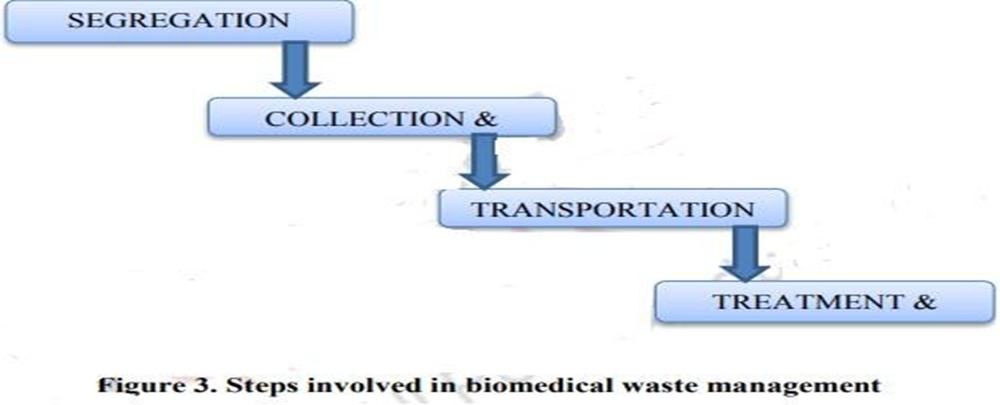 SEGREGATION
COLLECTION &
TRANSPORTATION
TREATMENT &
Figure 3. Steps involved in biomedical waste management